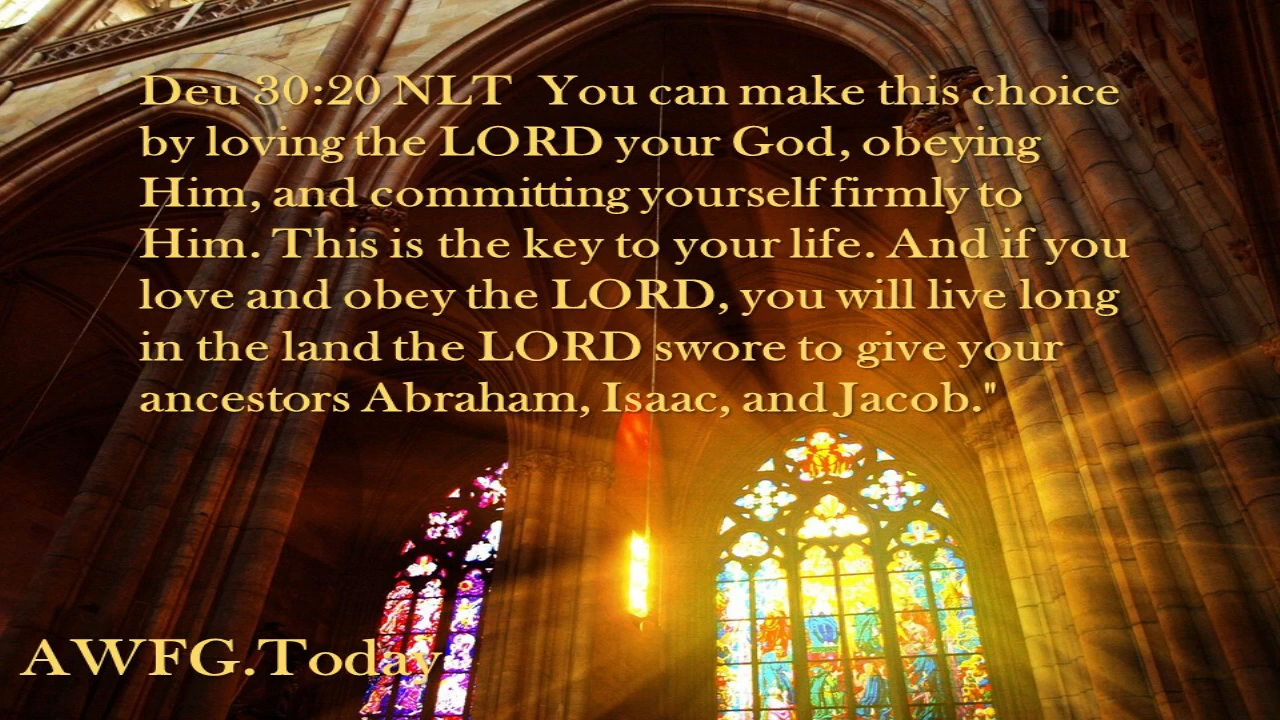 Deu 30:20 NLT  You can make this choice
by loving the LORD your God, obeying
Him, and committing yourself firmly to
Him. This is the key to your life. And if you
love and obey the LORD, you will live long
in the land the LORD swore to give your
ancestors Abraham, Isaac, and Jacob."
AWFG.Today